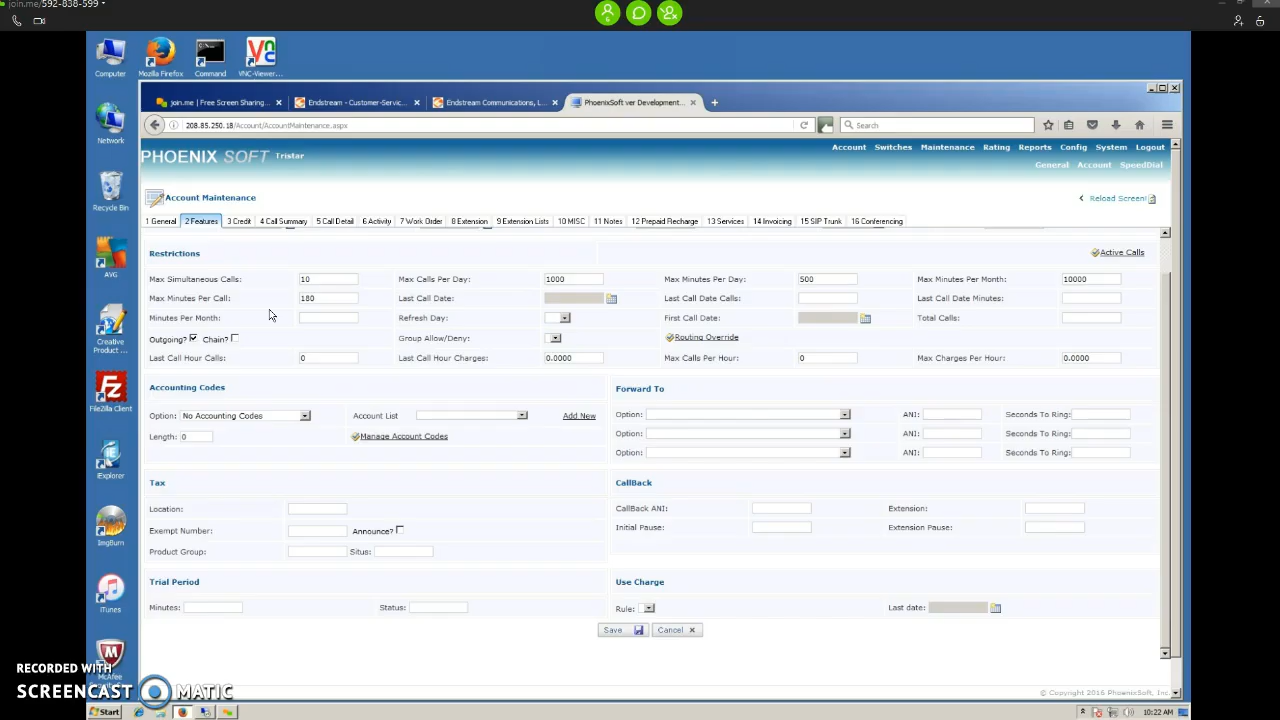 join.me/592-838-599
Computer
Mozilla Firefox
Command
VNC-Viewer...
Network
Recycle Bin
AVG
Creative
Product ...
FileZilla Client
iExplorer
ImgBurn
iTunes
McAfee
join.me | Free Screen Sharing...
Endstream - Customer-Servic...
Endstream Communications, L...
PhoenixSoft ver Development...
208.85.250.18/Account/AccountMaintenance.aspx
Search
PHOENIX SOFT Tristar
Account Switches Maintenance Rating Reports Config System Logout
General Account SpeedDial
Account Maintenance
Reload Screen!
1 General 2 Features 3 Credit 4 Call Summary 5 Call Detail 6 Activity 7 Work Order 8 Extension 9 Extension Lists 10 MISC 11 Notes 12 Prepaid Recharge 13 Services 14 Invoicing 15 SIP Trunk 16 Conferencing
Restrictions
Active Calls
Max Simultaneous Calls: 10 Max Calls Per Day: 1000 Max Minutes Per Day: 500 Max Minutes Per Month: 10000
Max Minutes Per Call: 180 Last Call Date: Last Call Date Calls: Last Call Date Minutes:
Minutes Per Month: Refresh Day: First Call Date: Total Calls:
Outgoing? Chain? Group Allow/Deny: Routing Override
Last Call Hour Calls: 0 Last Call Hour Charges: 0.0000 Max Calls Per Hour: 0 Max Charges Per Hour: 0.0000
Accounting Codes
Option: No Accounting Codes Account List Add New
Length: 0 Manage Account Codes
Forward To
Option: ANI: Seconds To Ring:
Option: ANI: Seconds To Ring:
Option: ANI: Seconds To Ring:
Tax
Location:
Exempt Number: Announce?
Product Group: Situs:
CallBack
CallBack ANI: Extension:
Initial Pause: Extension Pause:
Trial Period
Minutes: Status:
Use Charge
Rule: Last date:
Save Cancel
© Copyright 2016 PhoenixSoft, Inc.
RECORDED WITH
SCREENCAST MATIC
Start
10:22 AM